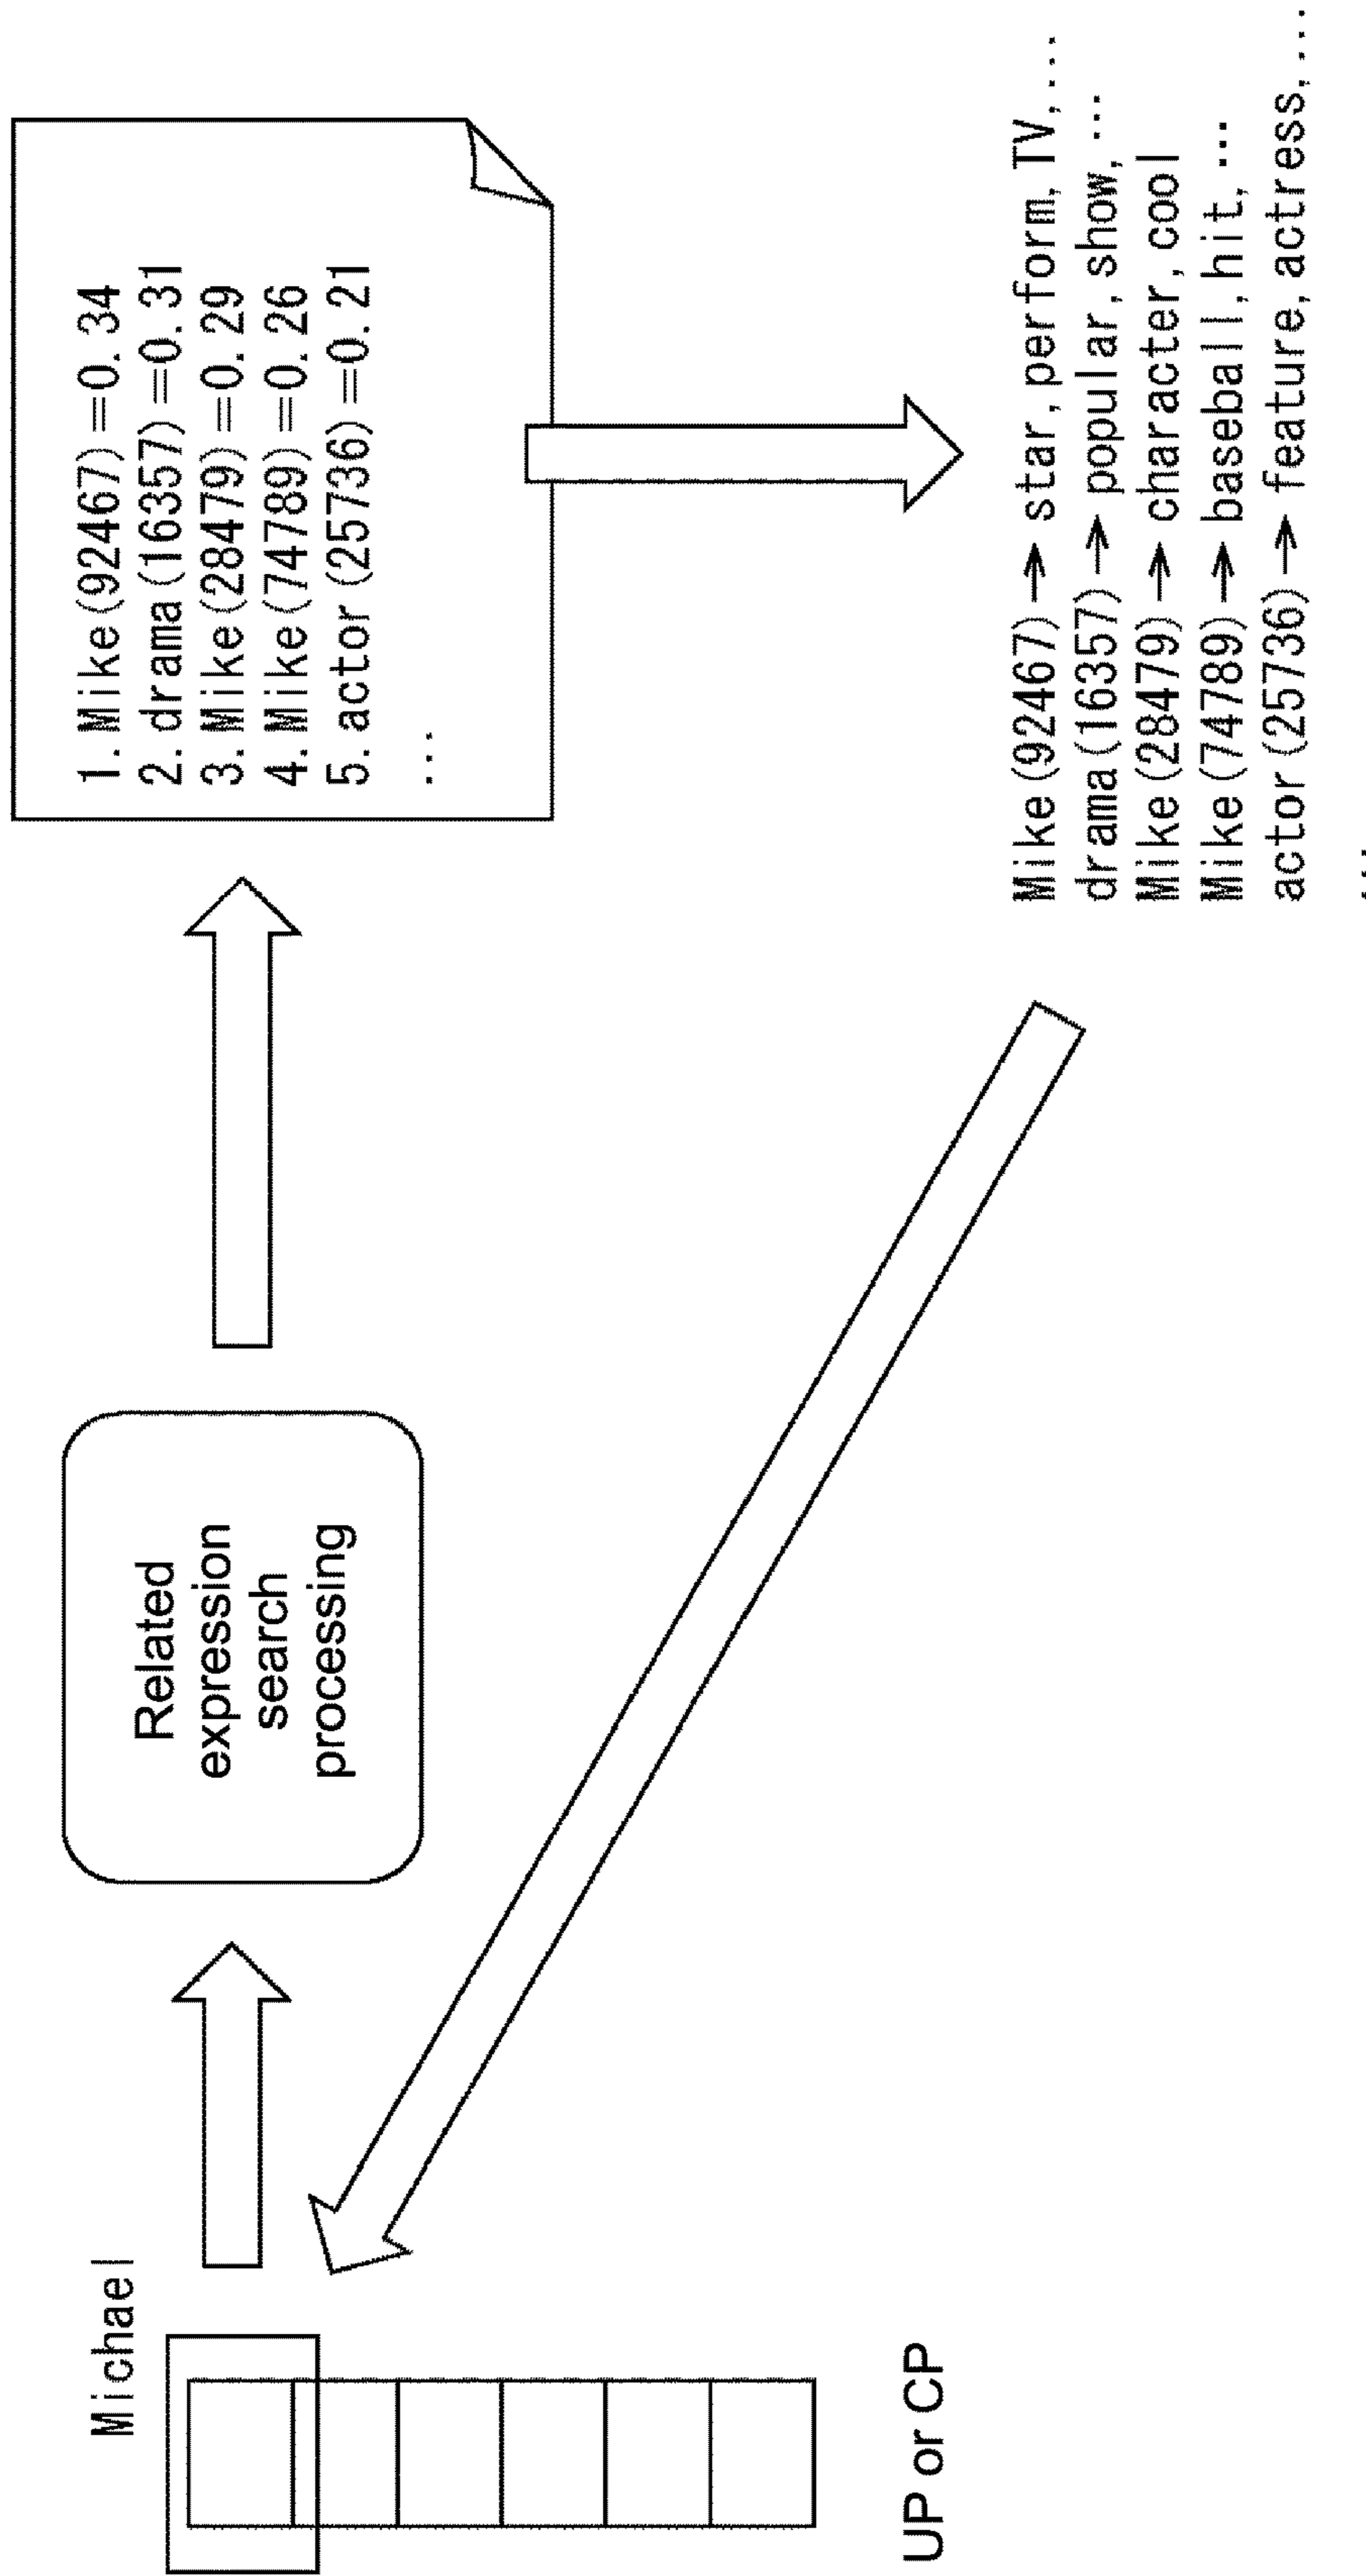 Michael
UP or CP
Related
expression
search
processing
1. Mike(92467)=0.34
2. drama(16357)=0.31
3. Mike(28479)=0.29
4. Mike(74789)=0.26
5. actor(25736)=0.21
...
Mike(92467)→star, perform, TV, ...
drama(16357)→popular, show, ...
Mike(28479)→character, cool
Mike(74789)→baseball, hit, ...
actor(25736)→feature, actress, ...